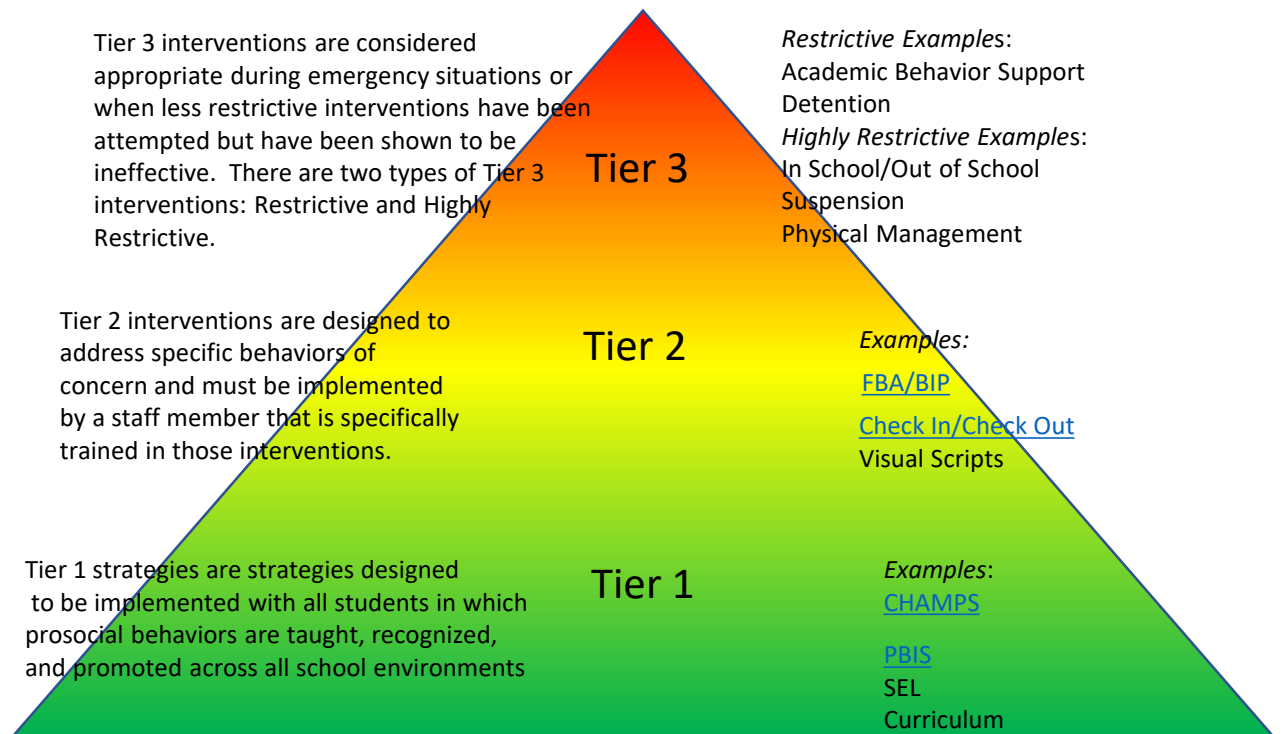 Tier 3 interventions are considered
appropriate during emergency situations or
when less restrictive interventions have been
attempted but have been shown to be
ineffective.  There are two types of Tier 3
interventions: Restrictive and Highly
Restrictive.
Tier 3
Restrictive Examples:
Academic Behavior Support
Detention
Highly Restrictive Examples:
In School/Out of School
Suspension
Physical Management
Tier 2 interventions are designed to
address specific behaviors of
concern and must be implemented
by a staff member that is specifically
trained in those interventions.
Tier 2
Examples:
FBA/BIP
Check In/Check Out
Visual Scripts
Tier 1 strategies are strategies designed
to be implemented with all students in which
prosocial behaviors are taught, recognized,
and promoted across all school environments
Tier 1
Examples:
CHAMPS
PBIS
SEL
Curriculum